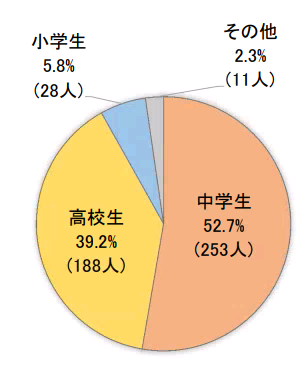 その他
2.3%
(11人)
小学生
5.8%
(28人)
中学生
52.7%
(253人)
高校生
39.2%
(188人)